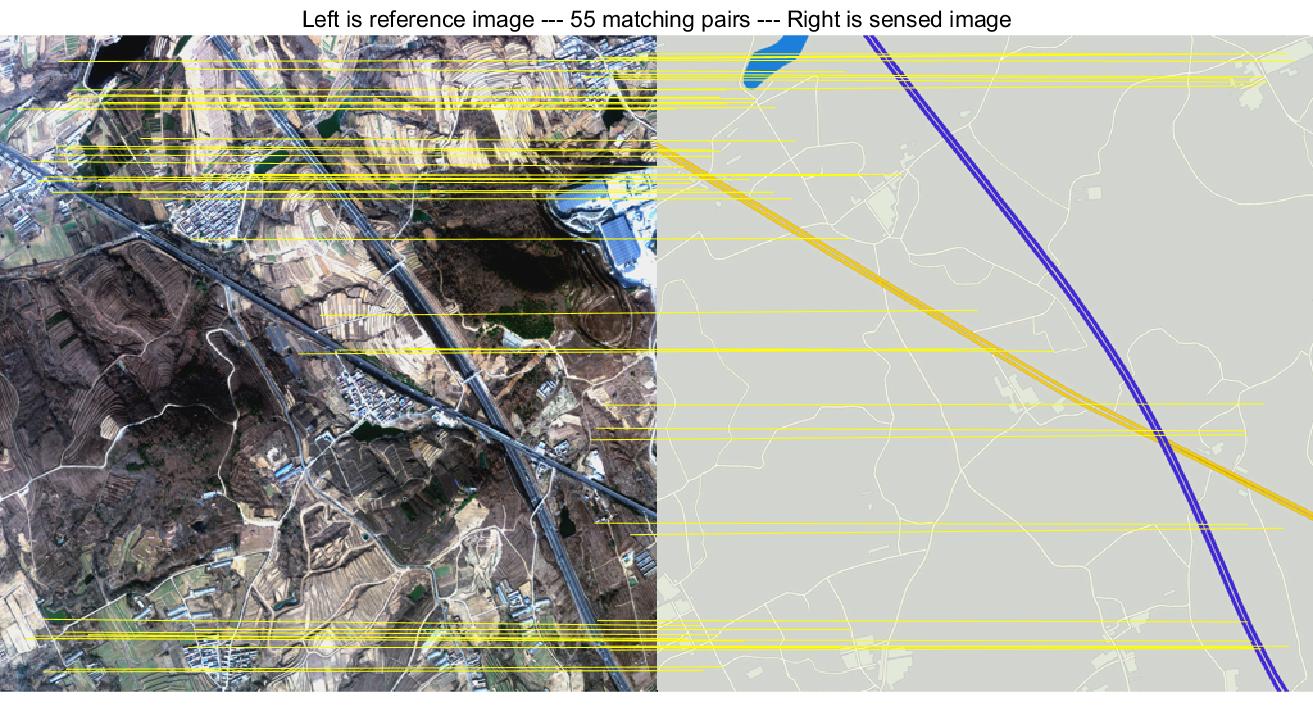 Left is reference image --- 55 matching pairs --- Right is sensed image